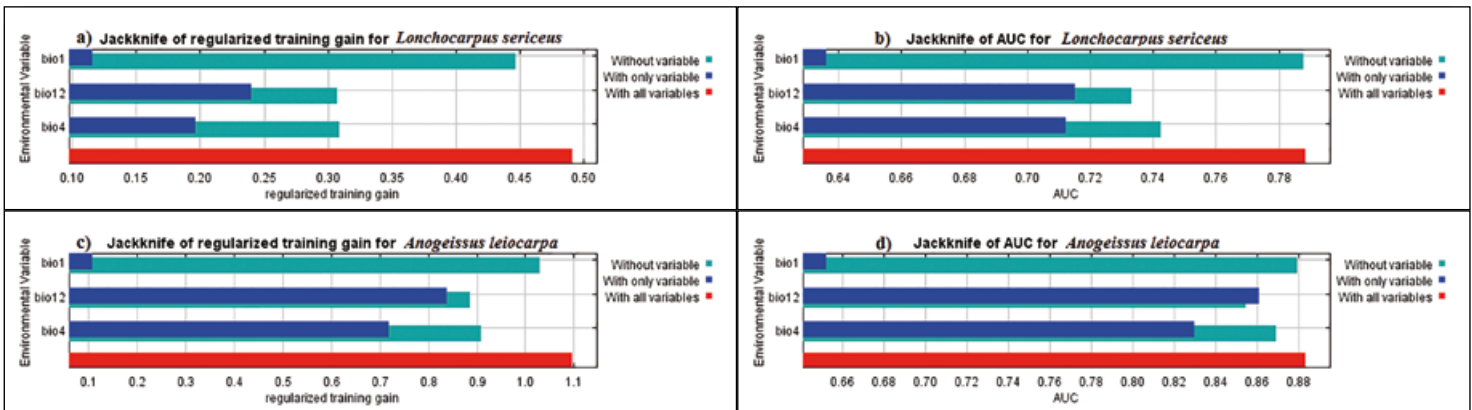 a) Jackknife of regularized training gain for Lonchocarpus sericeus
Environmental Variable
bio1
bio12
bio4
Without variable
With only variable
With all variables
0.10 0.15 0.20 0.25 0.30 0.35 0.40 0.45 0.50
regularized training gain
b) Jackknife of AUC for Lonchocarpus sericeus
Environmental Variable
bio1
bio12
bio4
Without variable
With only variable
With all variables
0.64 0.66 0.68 0.70 0.72 0.74 0.76 0.78
AUC
c) Jackknife of regularized training gain for Anogeissus leiocarpa
Environmental Variable
bio1
bio12
bio4
Without variable
With only variable
With all variables
0.1 0.2 0.3 0.4 0.5 0.6 0.7 0.8 0.9 1.0 1.1
regularized training gain
d) Jackknife of AUC for Anogeissus leiocarpa
Environmental Variable
bio1
bio12
bio4
Without variable
With only variable
With all variables
0.66 0.68 0.70 0.72 0.74 0.76 0.78 0.80 0.82 0.84 0.86 0.88
AUC